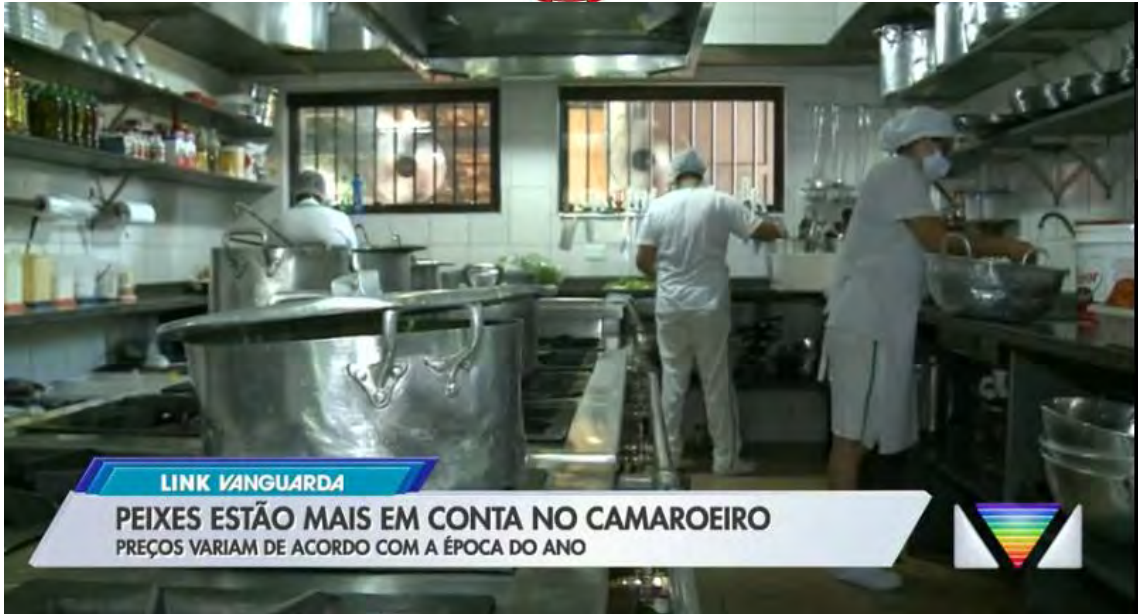 LINK VANGUARDA
PEIXES ESTÃO MAIS EM CONTA NO CAMAROEIRO
PREÇOS VARIAM DE ACORDO COM A ÉPOCA DO ANO